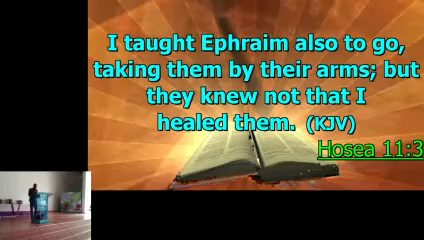 I taught Ephraim also to go,
taking them by their arms; but
they knew not that I
healed them. (KJV)
Hosea 11:3